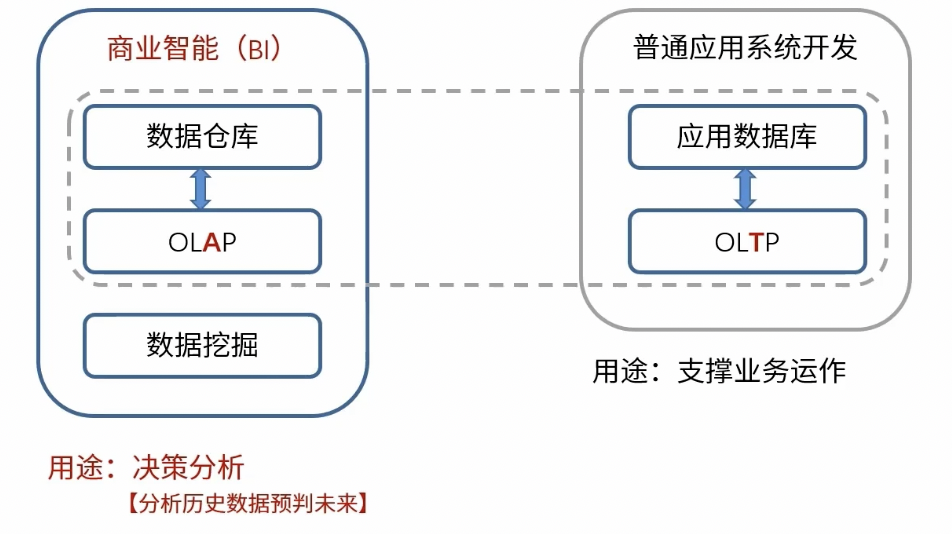 商业智能（BI）
数据仓库
OLAP
数据挖掘
用途：决策分析
【分析历史数据预判未来】
普通应用系统开发
应用数据库
OLTP
用途：支撑业务运作